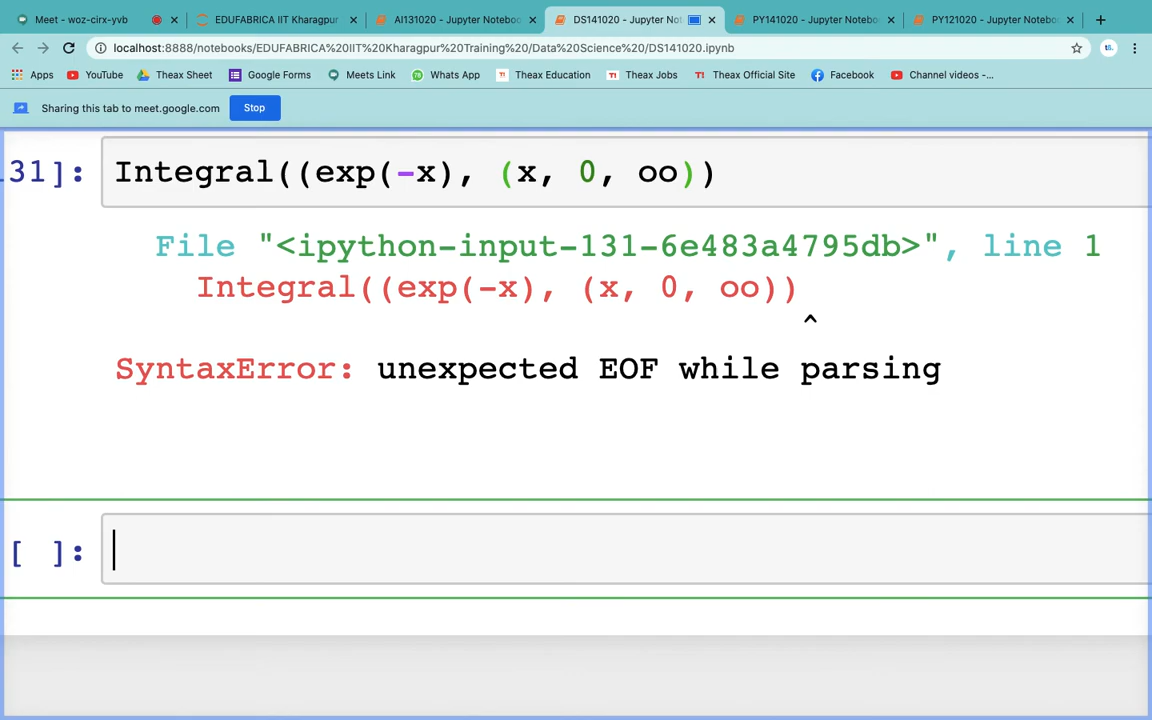 Meet - woz-cirx-yvb
EDUFABRICA IIT Kharagpur
AI131020 - Jupyter Noteboo
DS141020 - Jupyter Not
PY141020 - Jupyter Notebook
PY121020 - Jupyter Notebook
localhost:8888/notebooks/EDUFABRICA%20IIT%20Kharagpur%20Training%20/Data%20Science%20/DS141020.ipynb
Apps YouTube Theax Sheet Google Forms Meets Link Whats App Theax Education Theax Jobs Theax Official Site Facebook Channel videos -...
Sharing this tab to meet.google.com Stop
31]: Integral((exp(-x), (x, 0, oo))
File "<ipython-input-131-6e483a4795db>", line 1
Integral((exp(-x), (x, 0, oo))
^
SyntaxError: unexpected EOF while parsing
[ ]: